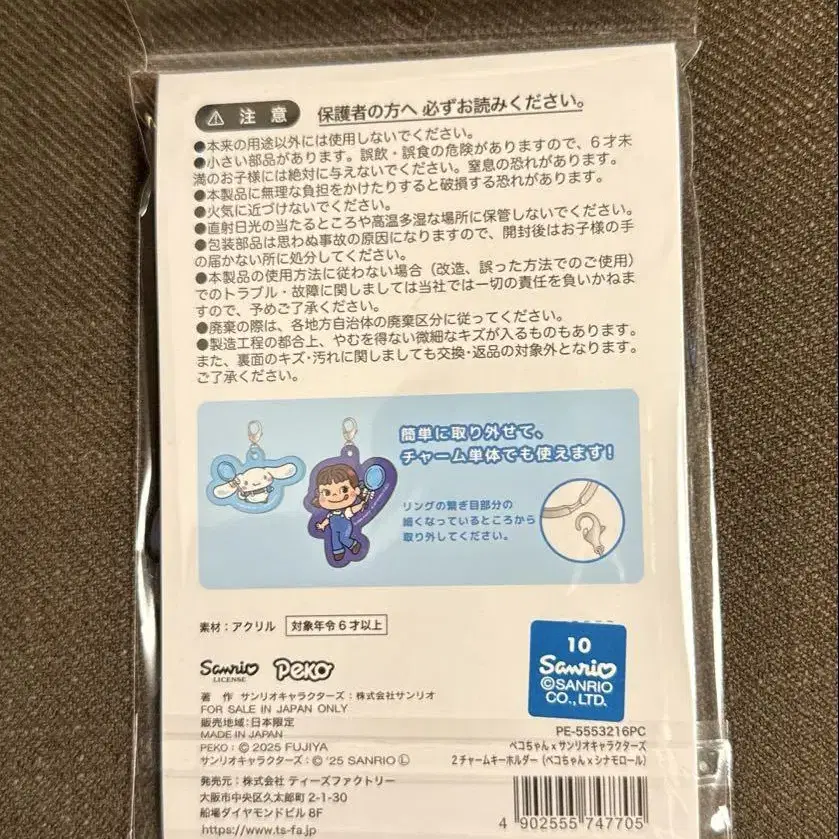 ⚠ 注意 保護者の方へ 必ずお読みください。
●本来の用途以外には使用しないでください。
●小さい部品があります。誤飲・誤食の危険がありますので、6才未
満のお子様には絶対に与えないでください。窒息の恐れがあります。
●本製品に無理な負担をかけたりすると破損する恐れがあります。
●火気に近づけないでください。
●直射日光の当たるところや高温多湿な場所に保管しないでください。
●包装部品は思わぬ事故の原因になりますので、開封後はお子様の手
の届かない所に処分してください。
●本製品の使用方法に従わない場合（改造、誤った方法でのご使用）
でのトラブル・故障に関しましては当社では一切の責任を負いかねま
すので、予めご了承ください。
●廃棄の際は、各地方自治体の廃棄区分に従ってください。
●製造工程の都合上、やむを得ない微細なキズが入るものもあります。
また、裏面のキズ・汚れに関しましても交換・返品の対象外となります。
ご了承ください。
簡単に取り外せて、
チャーム単体でも使えます!
リングの繋ぎ目部分の
細くなっているところから
取り外してください。
素材：アクリル 対象年令6才以上
Sanrio
LICENSE
Peko
10
Sanrio
©SANRIO
CO., LTD.
著作 サンリオキャラクターズ：株式会社サンリオ
FOR SALE IN JAPAN ONLY
販売地域:日本限定
MADE IN JAPAN
PEKO：© 2025 FUJIYA
サンリオキャラクターズ：© '25 SANRIO Ⓛ
発売元：株式会社 ティーズファクトリー
大阪市中央区久太郎町2-1-30
船場ダイヤモンドビル8F
https://www.ts-fa.jp
PE-5553216PC
ペコちゃんxサンリオキャラクターズ
2チャームキーホルダー（ペコちゃんxシナモロール）
4 902555 747705